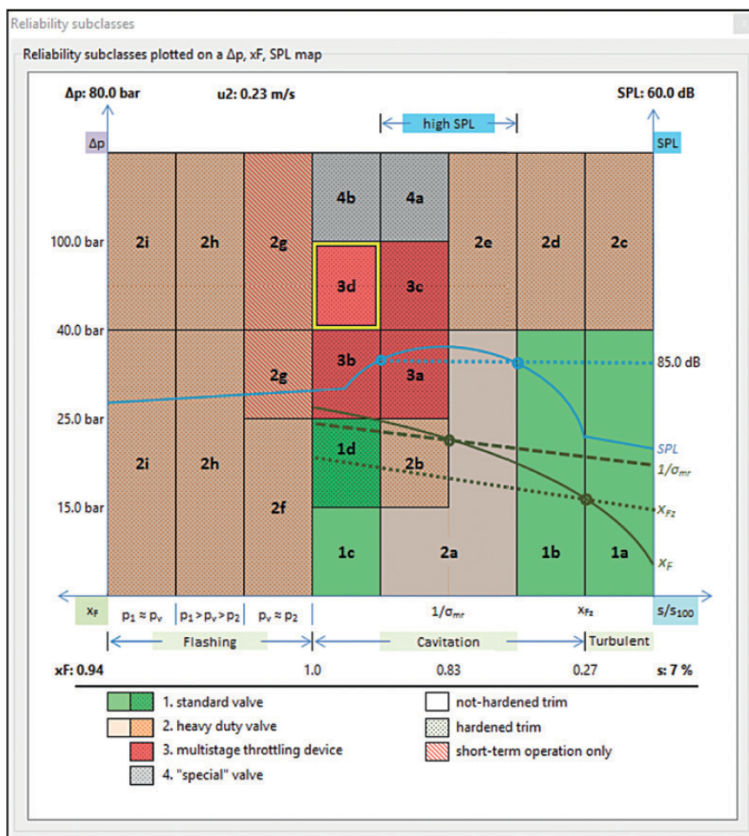 Reliability subclasses
Reliability subclasses plotted on a Δp, xF, SPL map
Δp: 80.0 bar u2: 0.23 m/s SPL: 60.0 dB
high SPL
Δp SPL
4b 4a
100.0 bar 2i 2h 2g 2e 2d 2c
3d 3c
40.0 bar
3b 3a 85.0 dB
2g
25.0 bar
SPL
1d 2b 1/σmr
2i 2h
2f
15.0 bar xFz
1c 2a 1b 1a xF
xF p1 ≈ pv p1 > pv > p2 pv ≈ p2 1/σmr xFz s/s100
Flashing Cavitation Turbulent
xF: 0.94 1.0 0.83 0.27 s: 7 %
1. standard valve not-hardened trim
2. heavy duty valve hardened trim
3. multistage throttling device short-term operation only
4. "special" valve